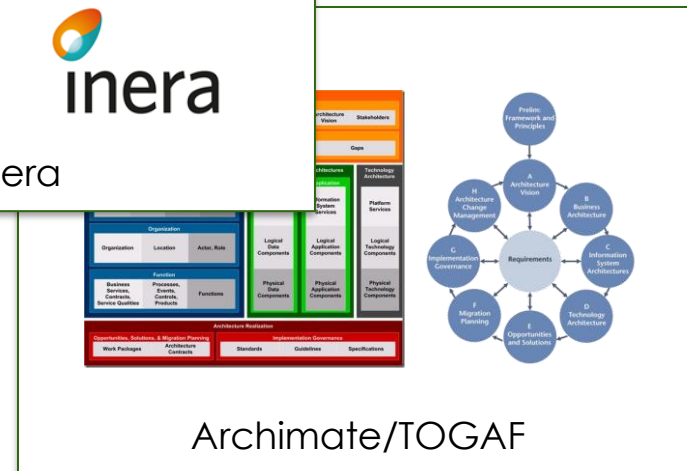 inera
era
Architecture
Vision
Stakeholders
Gaps
Technology
Architecture
Platform
Services
Organization
Organization
Location
Actor, Role
Function
Business
Services,
Contracts,
Service Qualities
Processes,
Events,
Controls,
Products
Functions
Logical
Data
Components
Physical
Data
Components
System
Services
Logical
Application
Components
Physical
Application
Components
Logical
Technology
Components
Physical
Technology
Components
Architecture Realization
Opportunities, Solutions, & Migration Planning
Work Packages
Architecture
Contracts
Implementation Governance
Standards
Guidelines
Specifications
Prelim:
Framework and
Principles
A
Architecture
Vision
B
Business
Architecture
C
Information
System
Architectures
D
Technology
Architecture
E
Opportunities
and Solutions
F
Migration
Planning
G
Implementation
Governance
H
Architecture
Change
Management
Requirements
Archimate/TOGAF